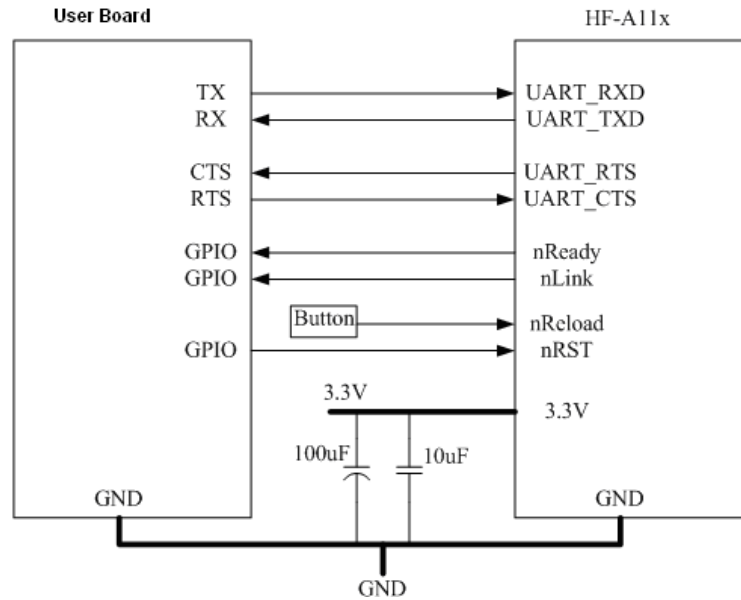 User Board HF-A11x
TX UART_RXD
RX UART_TXD
CTS UART_RTS
RTS UART_CTS
GPIO nReady
GPIO nLink
Button nReload
GPIO nRST
3.3V 3.3V
100uF 10uF
GND GND
GND